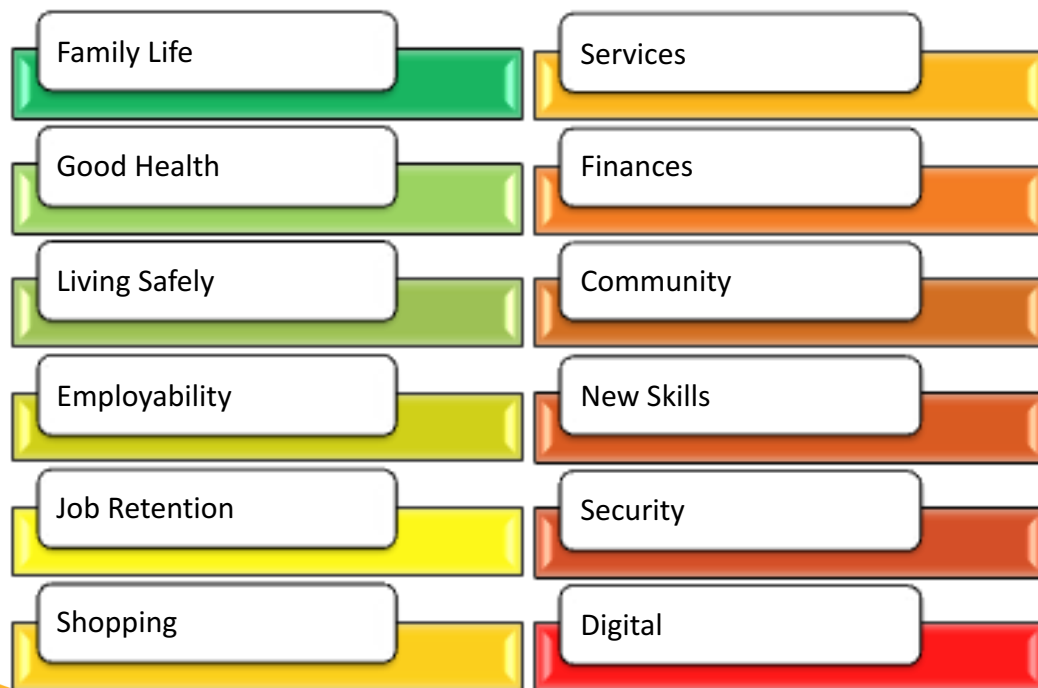 Family Life
Good Health
Living Safely
Employability
Job Retention
Shopping
Services
Finances
Community
New Skills
Security
Digital